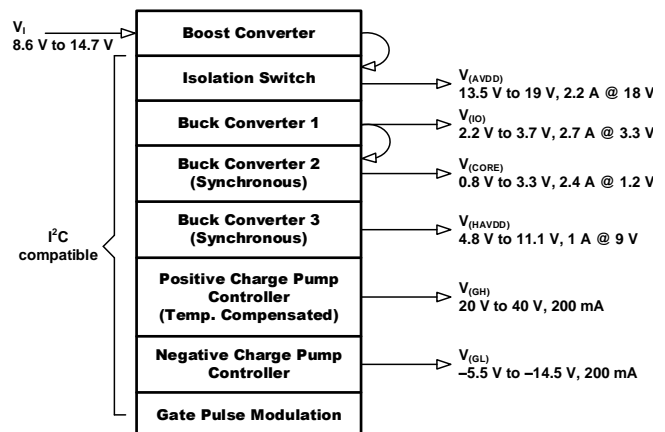 V(I)
8.6 V to 14.7 V
Boost Converter
Isolation Switch
V(AVDD)
13.5 V to 19 V, 2.2 A @ 18 V
Buck Converter 1
V(IO)
2.2 V to 3.7 V, 2.7 A @ 3.3 V
Buck Converter 2
(Synchronous)
V(CORE)
0.8 V to 3.3 V, 2.4 A @ 1.2 V
I²C
compatible
Buck Converter 3
(Synchronous)
V(HAVDD)
4.8 V to 11.1 V, 1 A @ 9 V
Positive Charge Pump
Controller
(Temp. Compensated)
V(GH)
20 V to 40 V, 200 mA
Negative Charge Pump
Controller
V(GL)
–5.5 V to –14.5 V, 200 mA
Gate Pulse Modulation